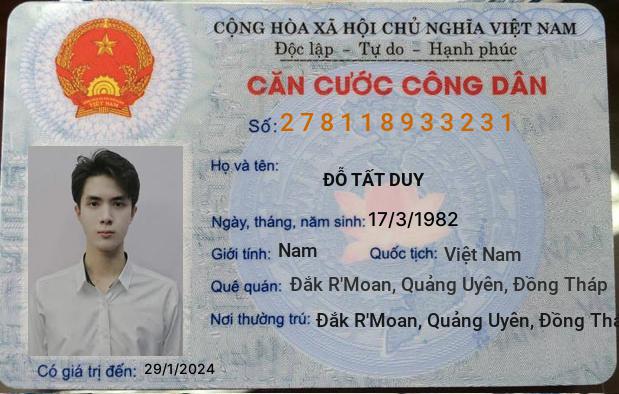 CỘNG HÒA XÃ HỘI CHỦ NGHĨA VIỆT NAM
Độc lập - Tự do - Hạnh phúc
CĂN CƯỚC CÔNG DÂN
Số: 278118933231
Họ và tên:
ĐỖ TẤT DUY
Ngày, tháng, năm sinh: 17/3/1982
Giới tính: Nam Quốc tịch: Việt Nam
Quê quán: Đắk R'Moan, Quảng Uyên, Đồng Tháp
Nơi thường trú: Đắk R'Moan, Quảng Uyên, Đồng Thá
Có giá trị đến: 29/1/2024
VIỆT NAM